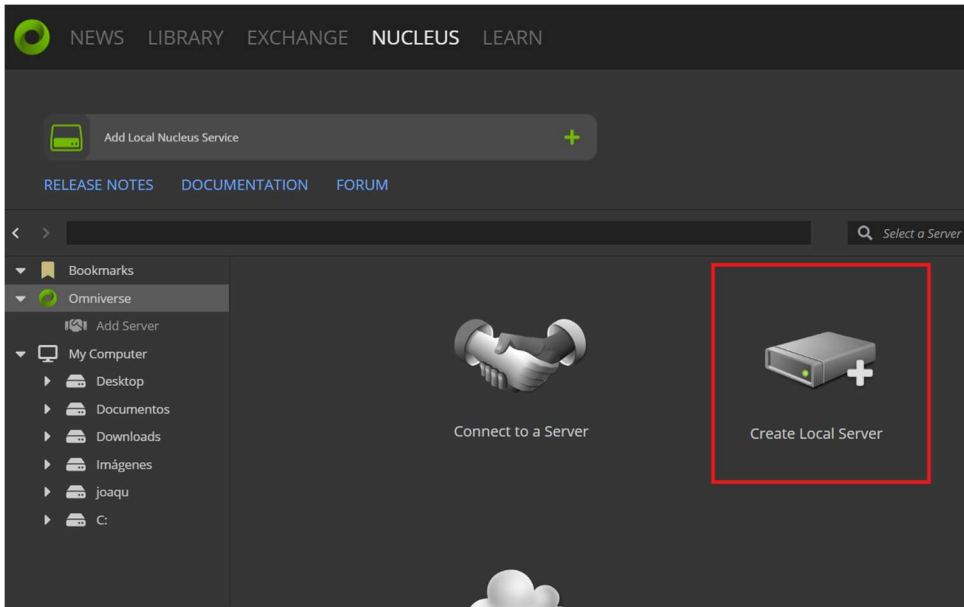 NEWS LIBRARY EXCHANGE NUCLEUS LEARN
Add Local Nucleus Service
RELEASE NOTES DOCUMENTATION FORUM
Select a Server
Bookmarks
Omniverse
Add Server
My Computer
Desktop
Documentos
Downloads
Imágenes
joaqu
C:
Connect to a Server
Create Local Server